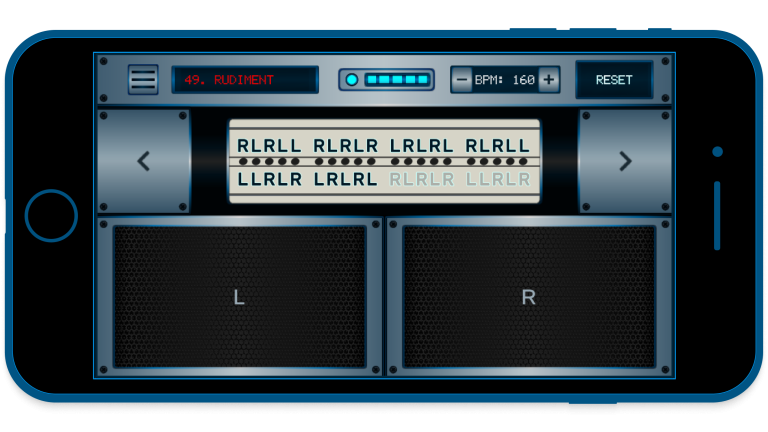 49. RUDIMENT
− BPM: 160 + RESET
RLRLL RLRLR LRLRL RLRLL
LLRLR LRLRL RLRLR LLRLR
L R